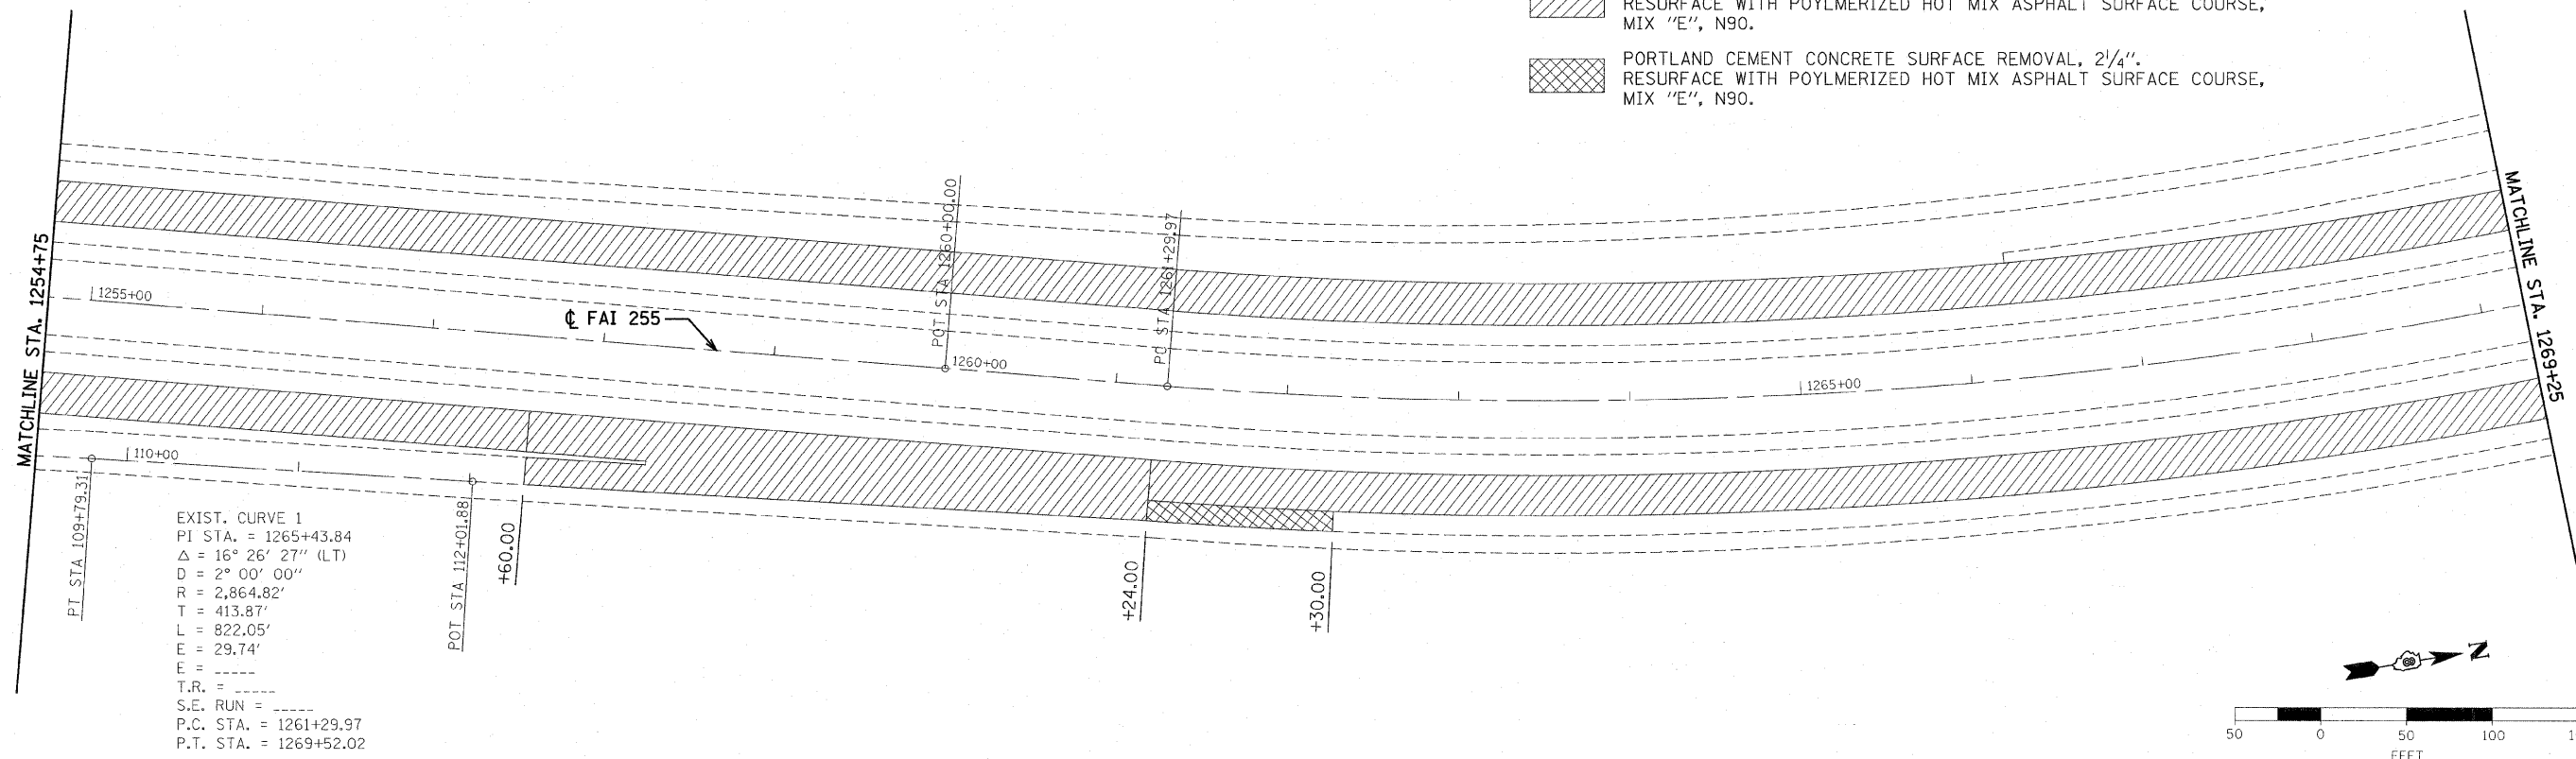 RESURFACE WITH POYLMERIZED HOT MIX ASPHALT SURFACE COURSE,
MIX "E", N90.
PORTLAND CEMENT CONCRETE SURFACE REMOVAL, 2 1/4".
RESURFACE WITH POYLMERIZED HOT MIX ASPHALT SURFACE COURSE,
MIX "E", N90.
MATCHLINE STA. 1254+75
1255+00
℄ FAI 255
POT STA 1260+00.00
1260+00
PC STA 1261+29.97
1265+00
MATCHLINE STA. 1269+25
110+00
PT STA 109+79.31
POT STA 112+01.88
+60.00
+24.00
+30.00
EXIST. CURVE 1
PI STA. = 1265+43.84
Δ = 16° 26' 27" (LT)
D = 2° 00' 00"
R = 2,864.82'
T = 413.87'
L = 822.05'
E = 29.74'
E = _____
T.R. = _____
S.E. RUN = _____
P.C. STA. = 1261+29.97
P.T. STA. = 1269+52.02
N
50 0 50 100
FEET